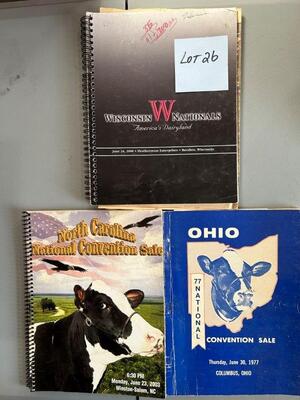 LOT 26
WISCONSIN W NATIONALS
America's Dairyland
North Carolina
National Convention Sale
6:30 PM
Monday, June 23, 2003
Winston-Salem, NC
OHIO
'77 NATIONAL
CONVENTION SALE
Thursday, June 30, 1977
COLUMBUS, OHIO